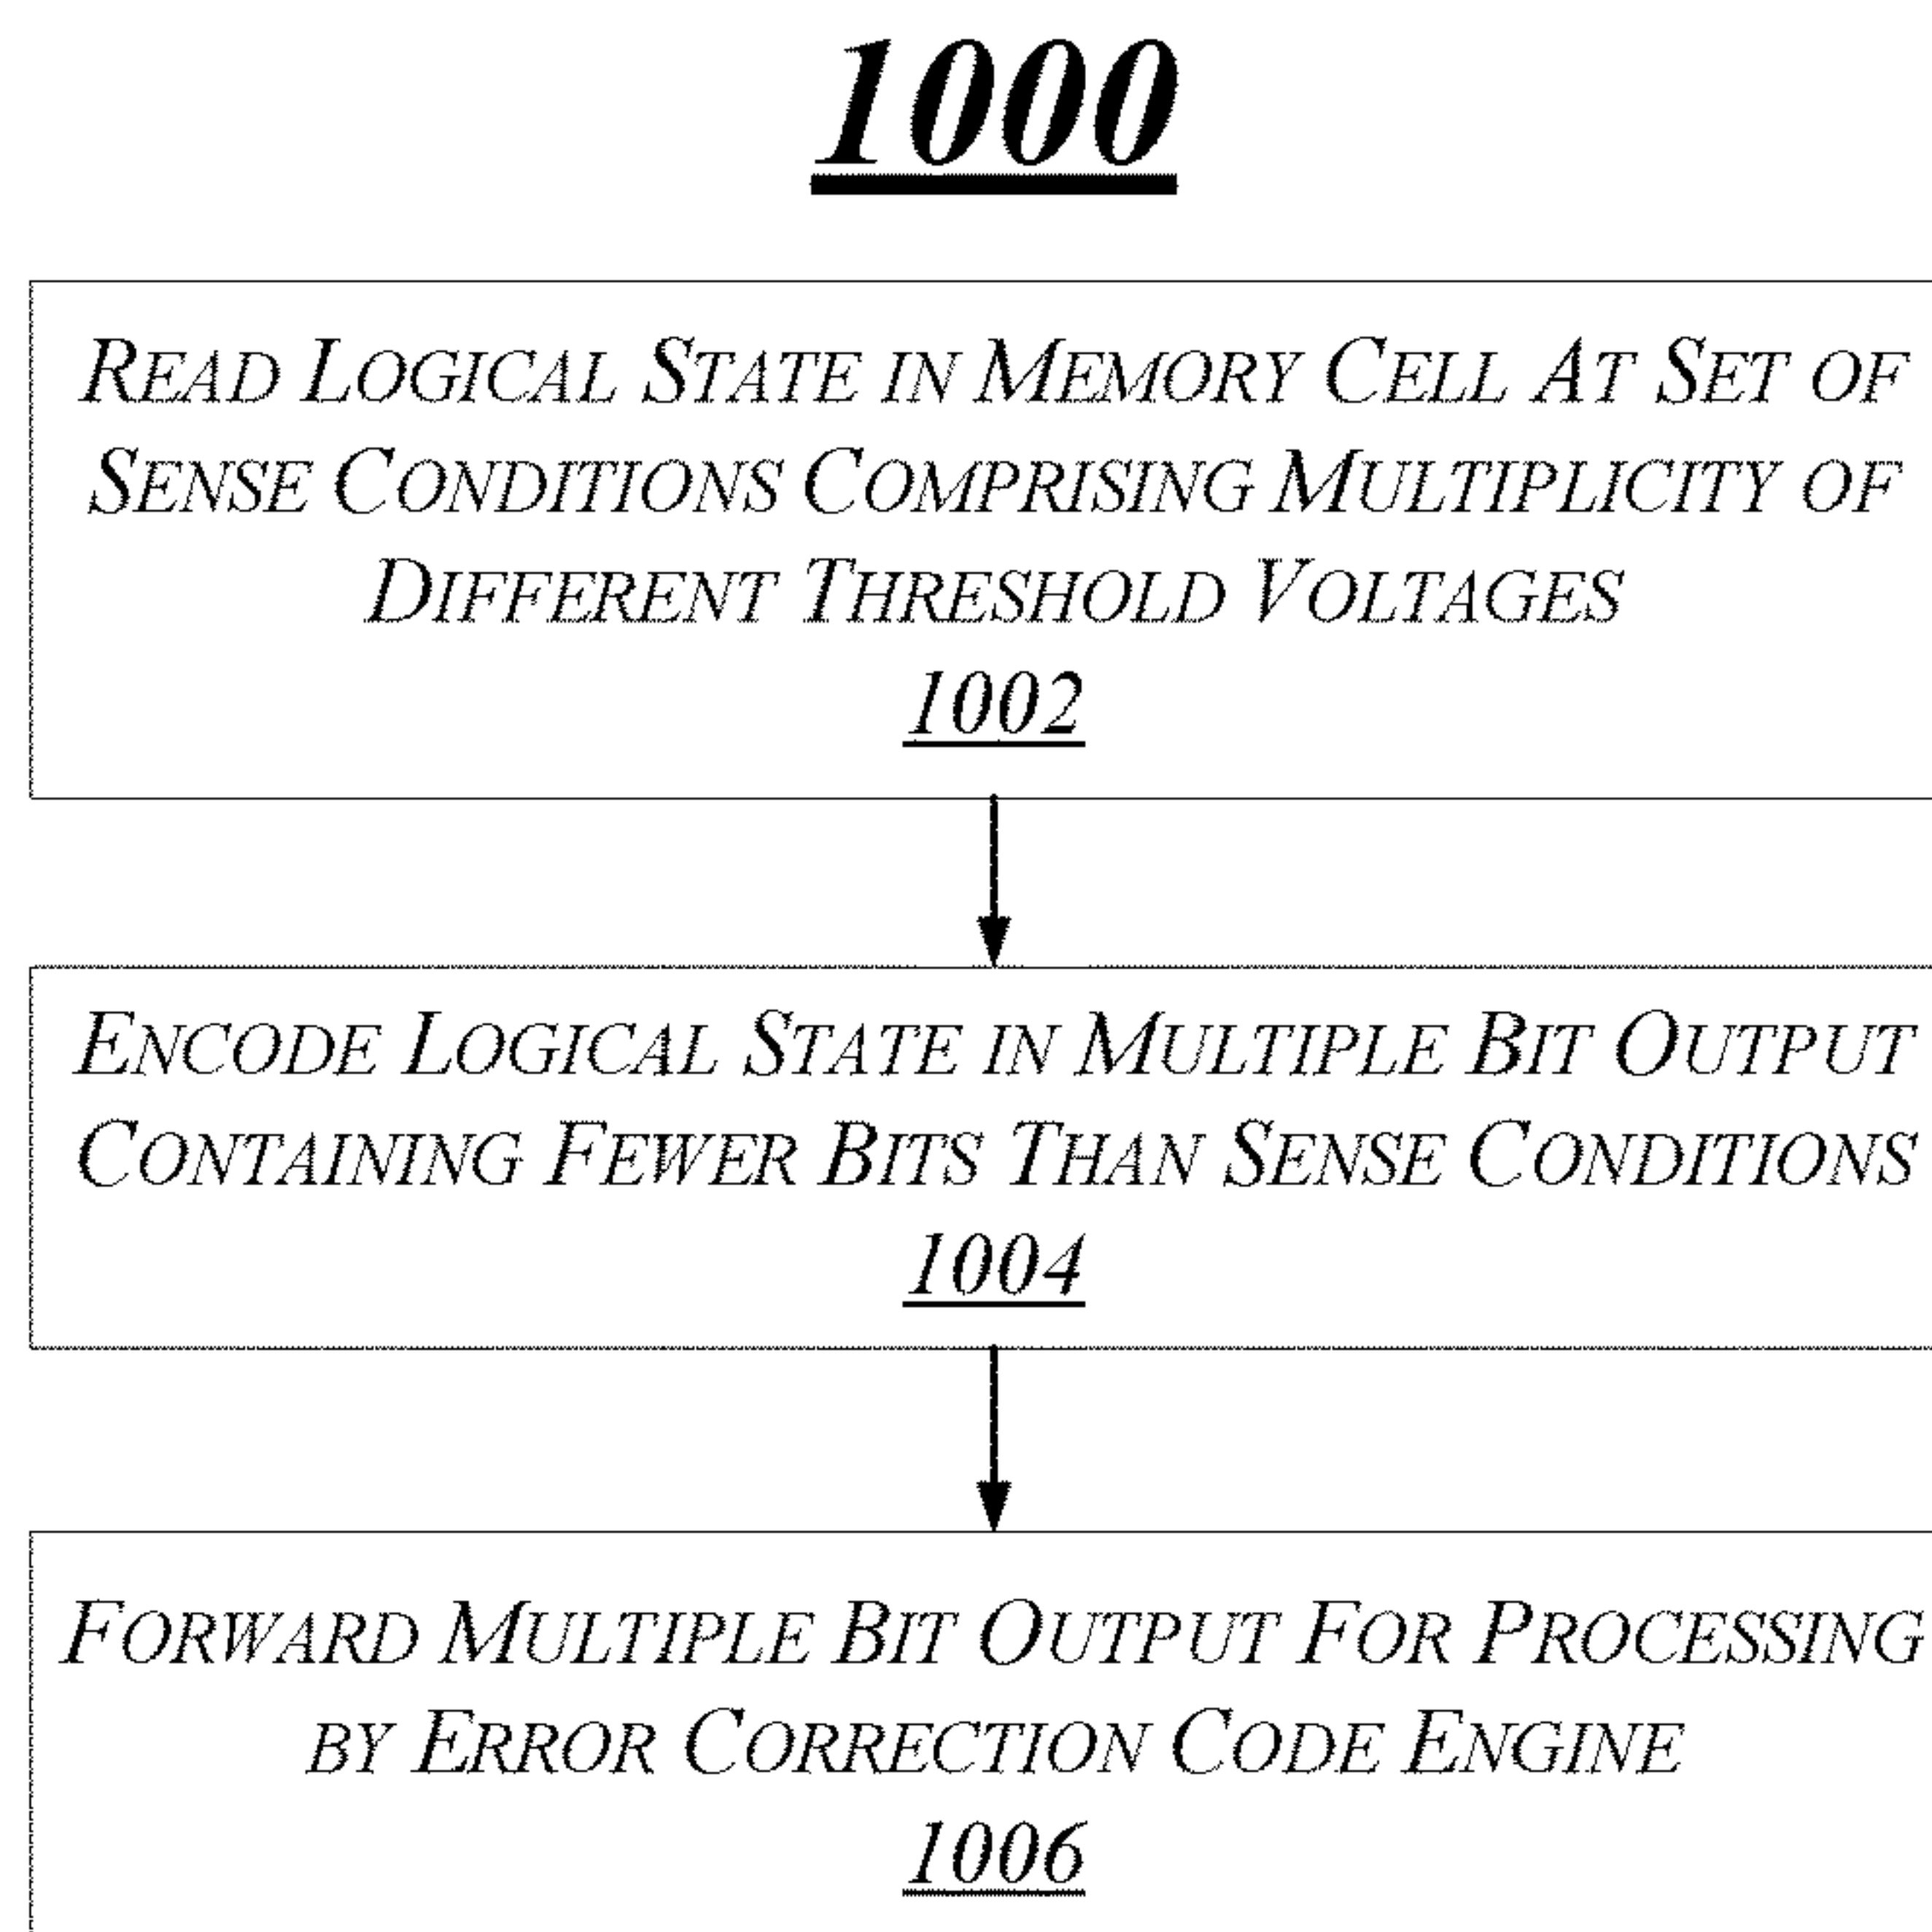 1000
READ LOGICAL STATE IN MEMORY CELL AT SET OF
SENSE CONDITIONS COMPRISING MULTIPLICITY OF
DIFFERENT THRESHOLD VOLTAGES
1002
ENCODE LOGICAL STATE IN MULTIPLE BIT OUTPUT
CONTAINING FEWER BITS THAN SENSE CONDITIONS
1004
FORWARD MULTIPLE BIT OUTPUT FOR PROCESSING
BY ERROR CORRECTION CODE ENGINE
1006